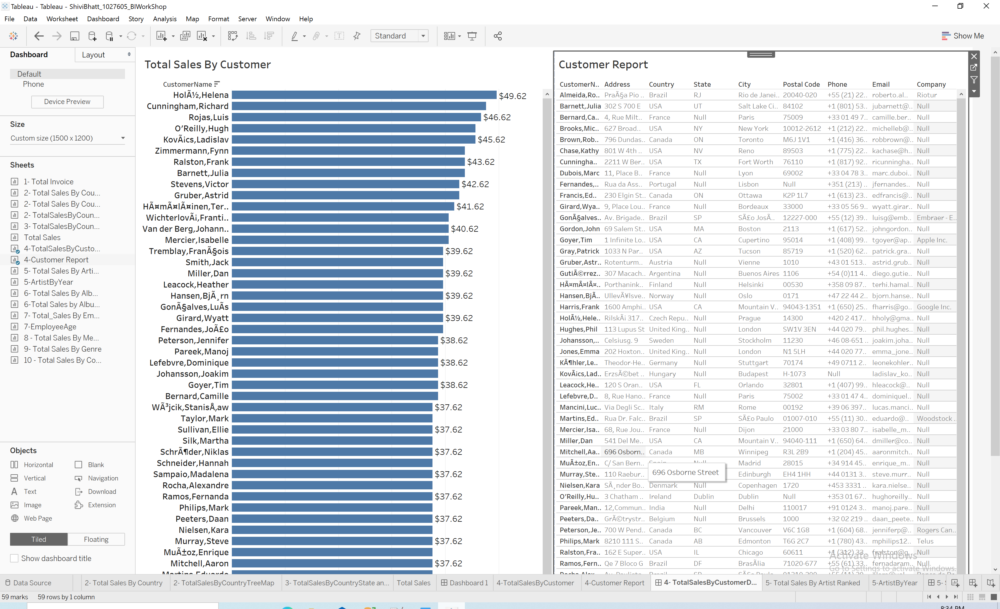 Tableau - Tableau - ShiviBhatt_1027605_BIWorkShop
File Data Worksheet Dashboard Story Analysis Map Format Server Window Help
Standard
Show Me
Dashboard
Layout
Default
Phone
Device Preview
Size
Custom size (1500 x 1200)
Sheets
1- Total Invoice
2- Total Sales By Cou...
2- Total Sales By Cou...
2- TotalSalesByCoun...
3- TotalSalesByCoun...
Total Sales
4-TotalSalesByCusto...
4-Customer Report
5- Total Sales By Arti...
5-ArtistByYear
6- Total Sales By Alb...
6-Total Sales by Albu...
7- Total_Sales By Em...
7-EmployeeAge
8 - Total Sales By Me...
9- Total Sales By Genre
10 - Total Sales By Co...
Objects
Horizontal Blank
Vertical Navigation
Text Download
Image Extension
Web Page
Tiled Floating
Show dashboard title
Total Sales By Customer
CustomerName
HolÃ½,Helena $49.62
Cunningham,Richard
Rojas,Luis $46.62
O'Reilly,Hugh
KovÃics,Ladislav $45.62
Zimmermann,Fynn
Ralston,Frank $43.62
Barnett,Julia
Stevens,Victor $42.62
Gruber,Astrid
HÃ¤mÃ¤lÃ¤inen,Ter.. $41.62
WichterlovÃi,Franti..
Van der Berg,Johann.. $40.62
Mercier,Isabelle
Tremblay,FranÃ§ois $39.62
Smith,Jack
Miller,Dan $39.62
Leacock,Heather
Hansen,BjÃ¸rn $39.62
GonÃ§alves,LuÃs
Girard,Wyatt $39.62
Fernandes,JoÃ£o
Peterson,Jennifer $38.62
Pareek,Manoj
Lefebvre,Dominique $38.62
Johansson,Joakim
Goyer,Tim $38.62
Bernard,Camille
WÃ³jcik,StanisÅ‚aw $37.62
Taylor,Mark
Sullivan,Ellie $37.62
Silk,Martha
SchrÃ¶der,Niklas $37.62
Schneider,Hannah
Sampaio,Madalena $37.62
Rocha,Alexandre
Ramos,Fernanda $37.62
Philips,Mark
Peeters,Daan $37.62
Nielsen,Kara
Murray,Steve $37.62
MuÃ±oz,Enrique
Mitchell,Aaron $37.62
Martins,Eduardo
Customer Report
CustomerN.. Address Country State City Postal Code Phone Email Company
Almeida,Ro.. PraÃ§a Pio .. Brazil RJ Rio de Janei.. 20040-020 +55 (21) 22.. roberto.al.. Riotur
Barnett,Julia 302 S 700 E USA UT Salt Lake Ci.. 84102 +1 (801) 53.. jubarnett@.. Null
Bernard,Ca.. 4, Rue Milt.. France Null Paris 75009 +33 01 49 7.. camille.ber.. Null
Brooks,Mic.. 627 Broad.. USA NY New York 10012-2612 +1 (212) 22.. michelleb@.. Null
Brown,Rob.. 796 Dundas.. Canada ON Toronto M6J 1V1 +1 (416) 36.. robbrown@.. Null
Chase,Kathy 801 W 4th .. USA NV Reno 89503 +1 (775) 22.. kachase@h.. Null
Cunningha.. 2211 W Ber.. USA TX Fort Worth 76110 +1 (817) 92.. ricunningha.. Null
Dubois,Marc 11, Place B.. France Null Lyon 69002 +33 04 78 3.. marc.duboi.. Null
Fernandes,.. Rua da Ass.. Portugal Null Lisbon Null +351 (213) .. jfernandes.. Null
Francis,Ed.. 230 Elgin St.. Canada ON Ottawa K2P 1L7 +1 (613) 23.. edfrancis@.. Null
Girard,Wya.. 9, Place Lou.. France Null Bordeaux 33000 +33 05 56 9.. wyatt.girar.. Null
GonÃ§alves.. Av. Brigade.. Brazil SP SÃ£o JosÃ.. 12227-000 +55 (12) 39.. luisg@emb.. Embraer - E..
Gordon,John 69 Salem St.. USA MA Boston 2113 +1 (617) 52.. johngordon.. Null
Goyer,Tim 1 Infinite Lo.. USA CA Cupertino 95014 +1 (408) 99.. tgoyer@ap.. Apple Inc.
Gray,Patrick 1033 N Par.. USA AZ Tucson 85719 +1 (520) 62.. patrick.gra.. Null
Gruber,Astr.. Rotenturm.. Austria Null Vienne 1010 +43 01 513.. astrid.grub.. Null
GutiÃ©rrez.. 307 Macach.. Argentina Null Buenos Aires 1106 +54 (0)11 4.. diego.gutie.. Null
HÃ¤mÃ¤lÃ¤.. Porthanink.. Finland Null Helsinki 00530 +358 09 87.. terhi.hamal.. Null
Hansen,BjÃ.. UllevÃ¥lsve.. Norway Null Oslo 0171 +47 22 44 2.. bjorn.hanse.. Null
Harris,Frank 1600 Amphi.. USA CA Mountain V.. 94043-1351 +1 (650) 25.. fharris@go.. Google Inc.
HolÃ½,Hele.. RilskÃi 317.. Czech Repu.. Null Prague 14300 +420 2 417.. hholy@gma.. Null
Hughes,Phil 113 Lupus St United King.. Null London SW1V 3EN +44 020 79.. phil.hughes.. Null
Johansson,.. Celsiusg. 9 Sweden Null Stockholm 11230 +46 08-651 .. joakim.joha.. Null
Jones,Emma 202 Hoxton.. United King.. Null London N1 5LH +44 020 77.. emma_jone.. Null
KÃ¶hler,Le.. Theodor-He.. Germany Null Stuttgart 70174 +49 0711 2.. leonekohler.. Null
KovÃics,Lad.. ErzsÃ©bet .. Hungary Null Budapest H-1073 Null ladislav_ko.. Null
Leacock,He.. 120 S Oran.. USA FL Orlando 32801 +1 (407) 99.. hleacock@.. Null
Lefebvre,D.. 8, Rue Hano.. France Null Paris 75002 +33 01 47 4.. dominiquel.. Null
Mancini,Luc.. Via Degli Sc.. Italy RM Rome 00192 +39 06 397.. lucas.manci.. Null
Martins,Ed.. Rua Dr. Falc.. Brazil SP SÃ£o Paulo 01007-010 +55 (11) 30.. eduardo@.. Woodstock ..
Mercier,Isa.. 68, Rue Jou.. France Null Dijon 21000 +33 03 80 7.. isabelle_m.. Null
Miller,Dan 541 Del Me.. USA CA Mountain V.. 94040-111 +1 (650) 64.. dmiller@co.. Null
Mitchell,Aa.. 696 Osborn.. Canada MB Winnipeg R3L 2B9 +1 (204) 45.. aaronmitch.. Null
MuÃ±oz,En.. C/ San Bern.. Spain Null Madrid 28015 +34 914 45.. enrique_m.. Null
696 Osborne Street
Murray,Ste.. 110 Raebur.. Edinburgh EH4 1HH +44 0131 3.. steve.murr.. Null
Nielsen,Kara SÃ¸nder Bo.. Denmark Null Copenhagen 1720 +453 3331 .. kara.nielse.. Null
O'Reilly,Hu.. 3 Chatham .. Ireland Dublin Dublin Null +353 01 67.. hughoreilly.. Null
Pareek,Man.. 12,Commun.. India Null Delhi 110017 +91 0124 3.. manoj.pare.. Null
Peeters,Da.. GrÃ©trystr.. Belgium Null Brussels 1000 +32 02 219 .. daan_peete.. Null
Peterson,Je.. 700 W Pend.. Canada BC Vancouver V6C 1G8 +1 (604) 68.. jenniferp@.. Rogers Can..
Philips,Mark 8210 111 S.. Canada AB Edmonton T6G 2C7 +1 (780) 43.. mphilips12.. Telus
Ralston,Fra.. 162 E Super.. USA IL Chicago 60611 +1 (312) 33.. fralston@g.. Null
Ramos,Fern.. Qe 7 Bloco G Brazil DF BrasÃlia 71020-677 +55 (61) 33.. fernadaram.. Null
Activate Windows
Go to Settings to activate Windows.
Data Source 2- Total Sales By Country 2- TotalSalesByCountryTreeMap 3- TotalSalesByCountryState an... Total Sales Dashboard 1 4-TotalSalesByCustomer 4-Customer Report 4- TotalSalesByCustomerD... 5- Total Sales By Artist Ranked 5-ArtistByYear 5-
59 marks 59 rows by 1 column
8:34 PM